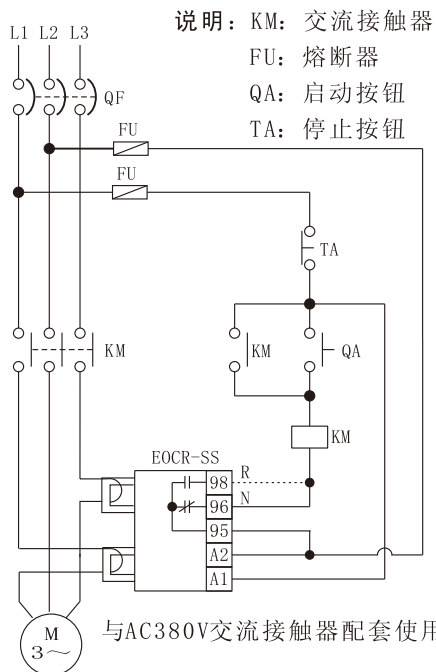 说明：KM：交流接触器
FU：熔断器
QA：启动按钮
TA：停止按钮
L1 L2 L3
QF
FU
FU
TA
KM
KM
QA
KM
EOCR-SS
98 R
96 N
95
A2
A1
M
3～
与AC380V交流接触器配套使用